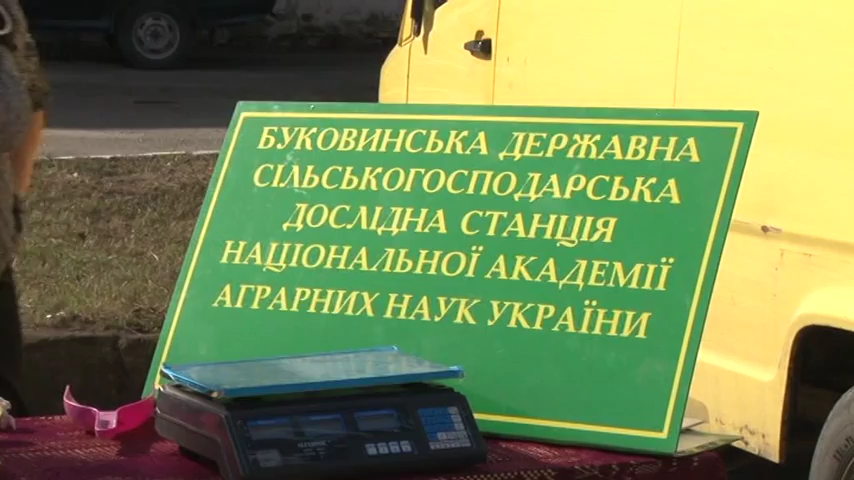 БУКОВИНСЬКА ДЕРЖАВНА
СІЛЬСЬКОГОСПОДАРСЬКА
ДОСЛІДНА СТАНЦІЯ
НАЦІОНАЛЬНОЇ АКАДЕМІЇ
АГРАРНИХ НАУК УКРАЇНИ